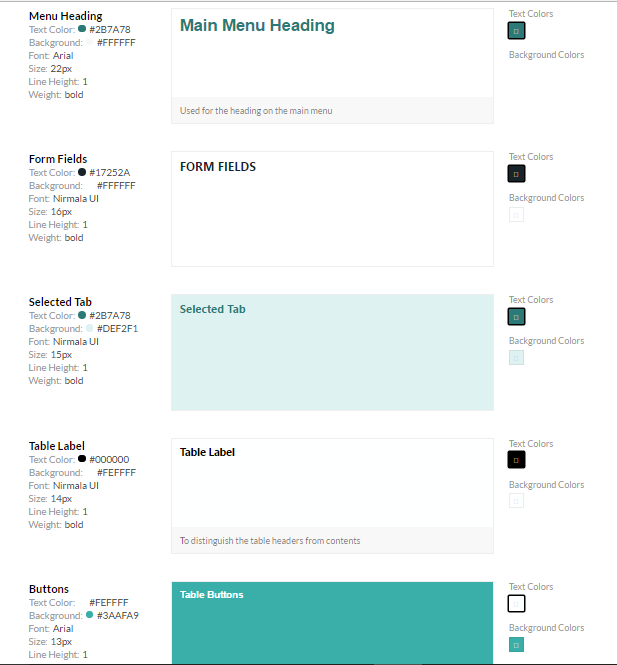 Menu Heading
Text Color: #2B7A78
Background: #FFFFFF
Font: Arial
Size: 22px
Line Height: 1
Weight: bold
Main Menu Heading
Used for the heading on the main menu
Text Colors
Background Colors
Form Fields
Text Color: #17252A
Background: #FFFFFF
Font: Nirmala UI
Size: 16px
Line Height: 1
Weight: bold
FORM FIELDS
Text Colors
Background Colors
Selected Tab
Text Color: #2B7A78
Background: #DEF2F1
Font: Nirmala UI
Size: 15px
Line Height: 1
Weight: bold
Selected Tab
Text Colors
Background Colors
Table Label
Text Color: #000000
Background: #FEFFFF
Font: Nirmala UI
Size: 14px
Line Height: 1
Weight: bold
Table Label
To distinguish the table headers from contents
Text Colors
Background Colors
Buttons
Text Color: #FEFFFF
Background: #3AAFA9
Font: Arial
Size: 13px
Line Height: 1
Table Buttons
Text Colors
Background Colors